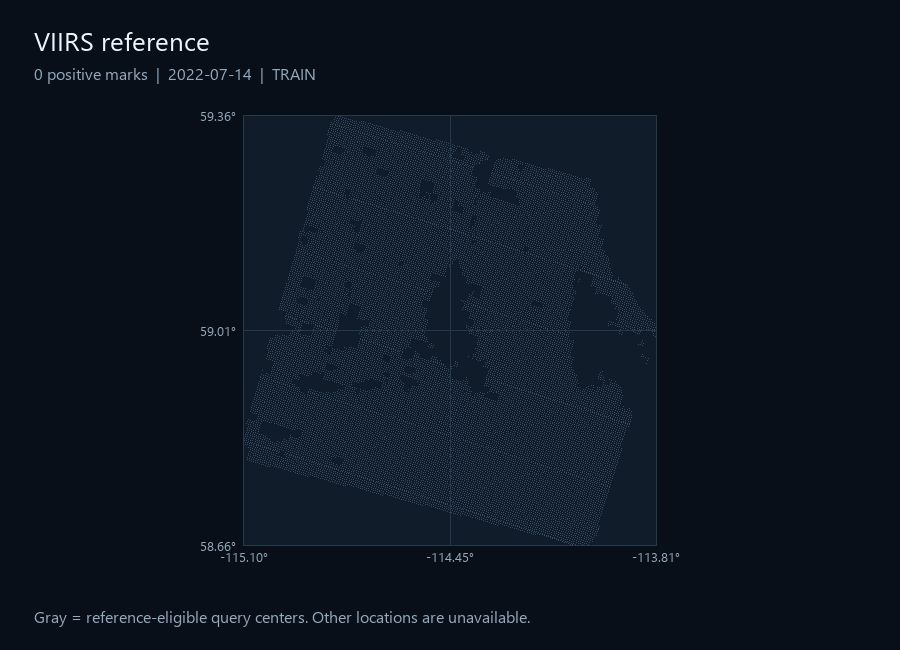 VIIRS reference
0 positive marks | 2022-07-14 | TRAIN
59.36°
59.01°
58.66°
-115.10°
-114.45°
-113.81°
Gray = reference-eligible query centers. Other locations are unavailable.